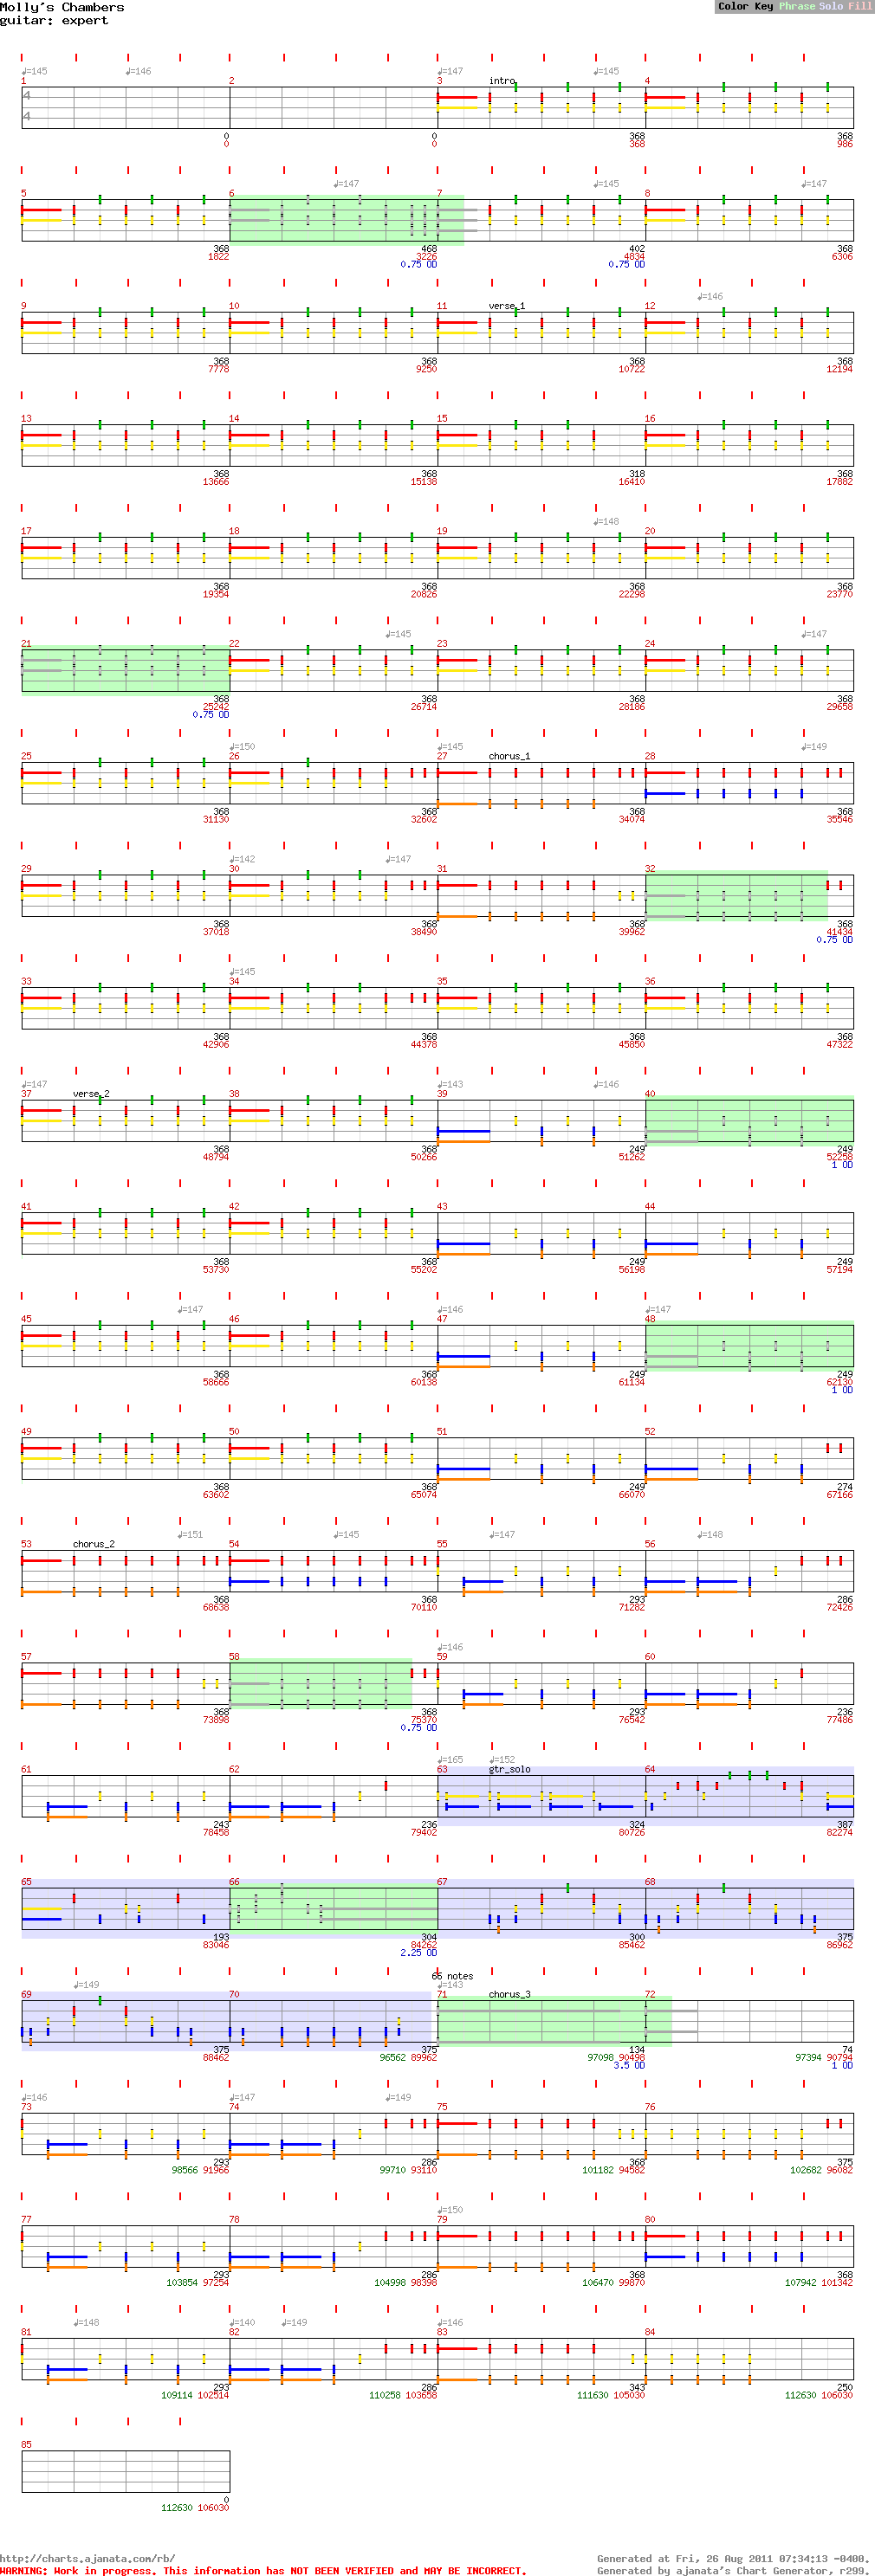 Molly's Chambers
guitar: expert
Color Key Phrase Solo Fill
♩=145 ♩=146 ♩=147 ♩=145
1 2 3 intro 4
4
4
0 0 368 368
0 0 368 986
♩=147 ♩=145 ♩=147
5 6 7 8
368 468 402 368
1822 3226 4834 6306
0.75 OD 0.75 OD
♩=146
9 10 11 verse_1 12
368 368 368 368
7778 9250 10722 12194
13 14 15 16
368 368 318 368
13666 15138 16410 17882
♩=148
17 18 19 20
368 368 368 368
19354 20826 22298 23770
♩=145 ♩=147
21 22 23 24
368 368 368 368
25242 26714 28186 29658
0.75 OD
♩=150 ♩=145 ♩=149
25 26 27 chorus_1 28
368 368 368 368
31130 32602 34074 35546
♩=142 ♩=147
29 30 31 32
368 368 368 368
37018 38490 39962 41434
0.75 OD
♩=145
33 34 35 36
368 368 368 368
42906 44378 45850 47322
♩=147 ♩=143 ♩=146
37 verse_2 38 39 40
368 368 249 249
48794 50266 51262 52258
1 OD
41 42 43 44
368 368 249 249
53730 55202 56198 57194
♩=147 ♩=146 ♩=147
45 46 47 48
368 368 249 249
58666 60138 61134 62130
1 OD
49 50 51 52
368 368 249 274
63602 65074 66070 67166
♩=151 ♩=145 ♩=147 ♩=148
53 chorus_2 54 55 56
368 368 293 286
68638 70110 71282 72426
♩=146
57 58 59 60
368 368 293 236
73898 75370 76542 77486
0.75 OD
♩=165 ♩=152
61 62 63 gtr_solo 64
243 236 324 387
78458 79402 80726 82274
65 66 67 68
193 304 300 375
83046 84262 85462 86962
2.25 OD
66 notes
♩=149 ♩=143
69 70 71 chorus_3 72
375 375 134 74
88462 96562 89962 97098 90498 97394 90794
3.5 OD 1 OD
♩=146 ♩=147 ♩=149
73 74 75 76
293 286 368 375
98566 91966 99710 93110 101182 94582 102682 96082
♩=150
77 78 79 80
293 286 368 368
103854 97254 104998 98398 106470 99870 107942 101342
♩=148 ♩=140 ♩=149 ♩=146
81 82 83 84
293 286 343 250
109114 102514 110258 103658 111630 105030 112630 106030
85
0
112630 106030
http://charts.ajanata.com/rb/ Generated at Fri, 26 Aug 2011 07:34:13 -0400.
WARNING: Work in progress. This information has NOT BEEN VERIFIED and MAY BE INCORRECT. Generated by ajanata's Chart Generator, r299.